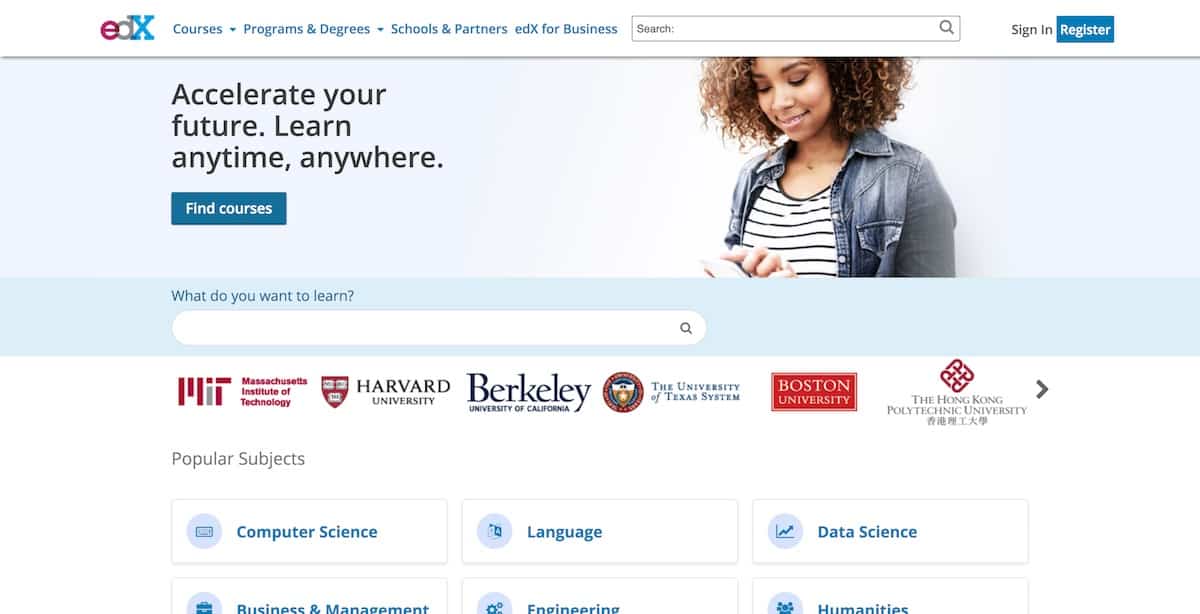 edX Courses Programs & Degrees Schools & Partners edX for Business Search: Sign In Register
Accelerate your
future. Learn
anytime, anywhere.
Find courses
What do you want to learn?
MIT Massachusetts
Institute of
Technology
HARVARD
UNIVERSITY
Berkeley
UNIVERSITY OF CALIFORNIA
THE UNIVERSITY
of TEXAS SYSTEM
BOSTON
UNIVERSITY
THE HONG KONG
POLYTECHNIC UNIVERSITY
香港理工大學
Popular Subjects
Computer Science
Language
Data Science
Business & Management
Engineering
Humanities